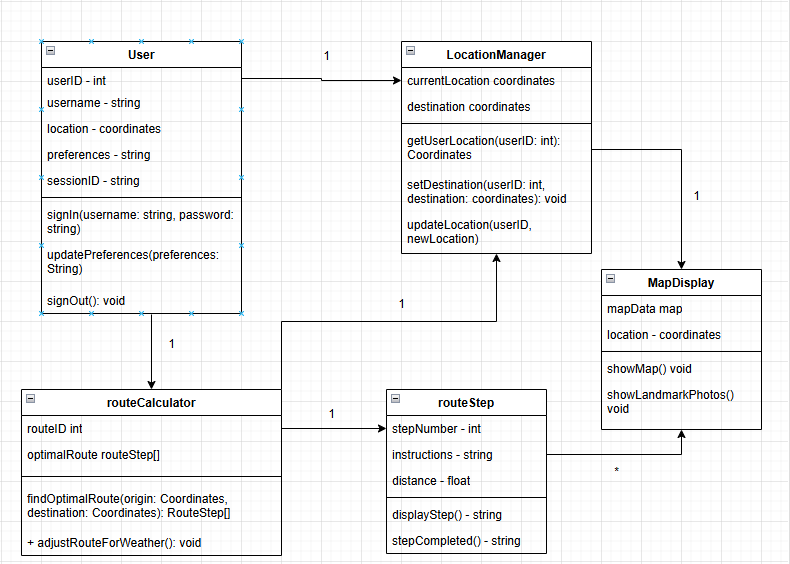 User
userID - int
username - string
location - coordinates
preferences - string
sessionID - string
signIn(username: string, password:
string)
updatePreferences(preferences:
String)
signOut(): void
1
LocationManager
currentLocation coordinates
destination coordinates
getUserLocation(userID: int):
Coordinates
setDestination(userID: int,
destination: coordinates): void
updateLocation(userID,
newLocation)
1
MapDisplay
mapData map
location - coordinates
showMap() void
showLandmarkPhotos()
void
1
1
routeCalculator
routeID int
optimalRoute routeStep[]
findOptimalRoute(origin: Coordinates,
destination: Coordinates): RouteStep[]
+ adjustRouteForWeather(): void
1
routeStep
stepNumber - int
instructions - string
distance - float
displayStep() - string
stepCompleted() - string
*